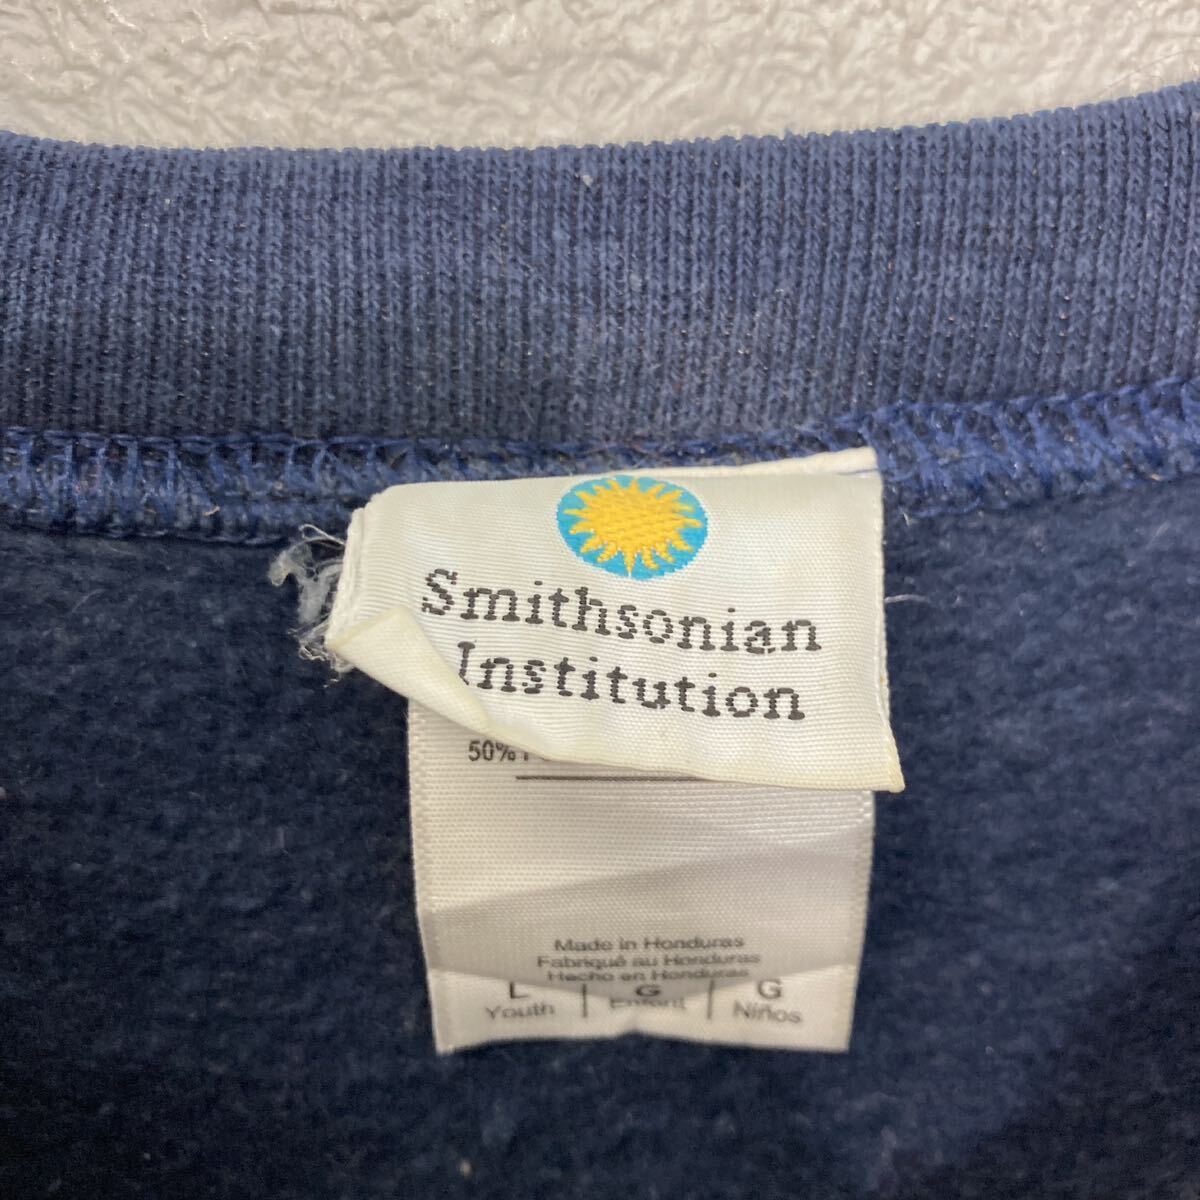 Smithsonian
Institution
50%
Made in Honduras
Fabriqué au Honduras
Hecho en Honduras
L | G | G
Youth | Enfant | Niños